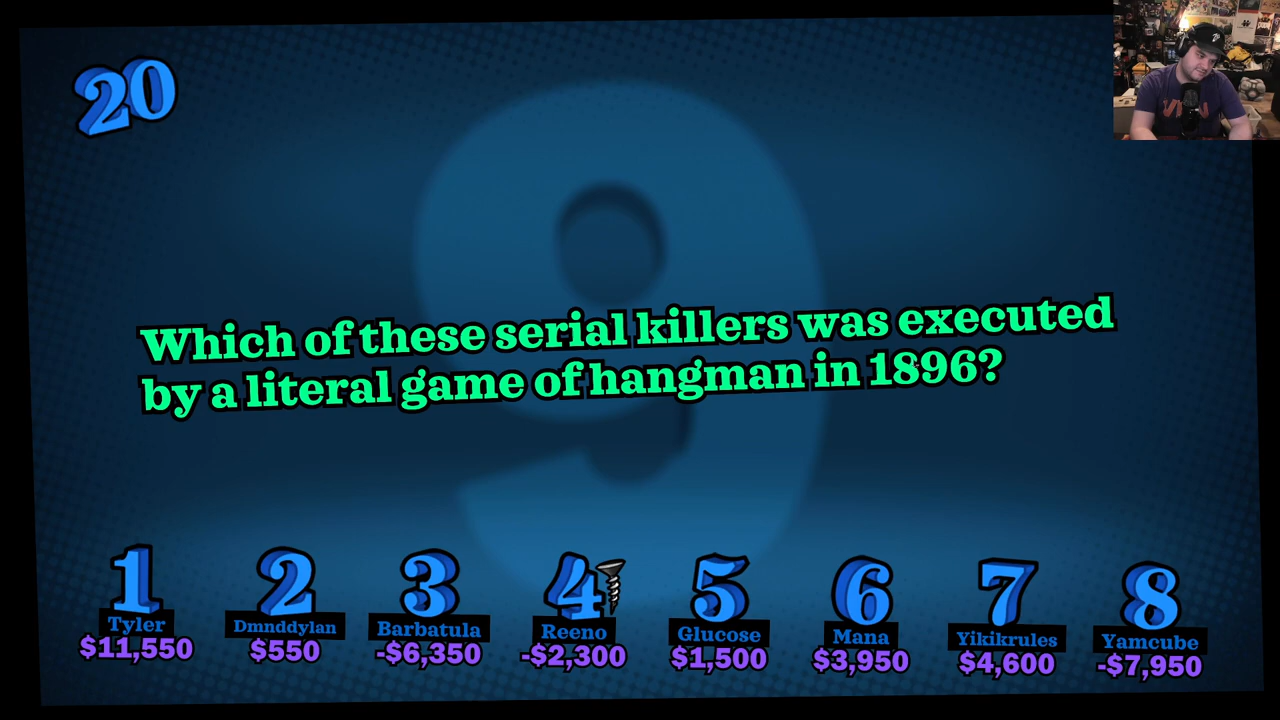 20
9
Which of these serial killers was executed
by a literal game of hangman in 1896?
1 2 3 4 5 6 7 8
Tyler Dmnddylan Barbatula Reeno Glucose Mana Yikikrules Yamcube
$11,550 $550 -$6,350 -$2,300 $1,500 $3,950 $4,600 -$7,950